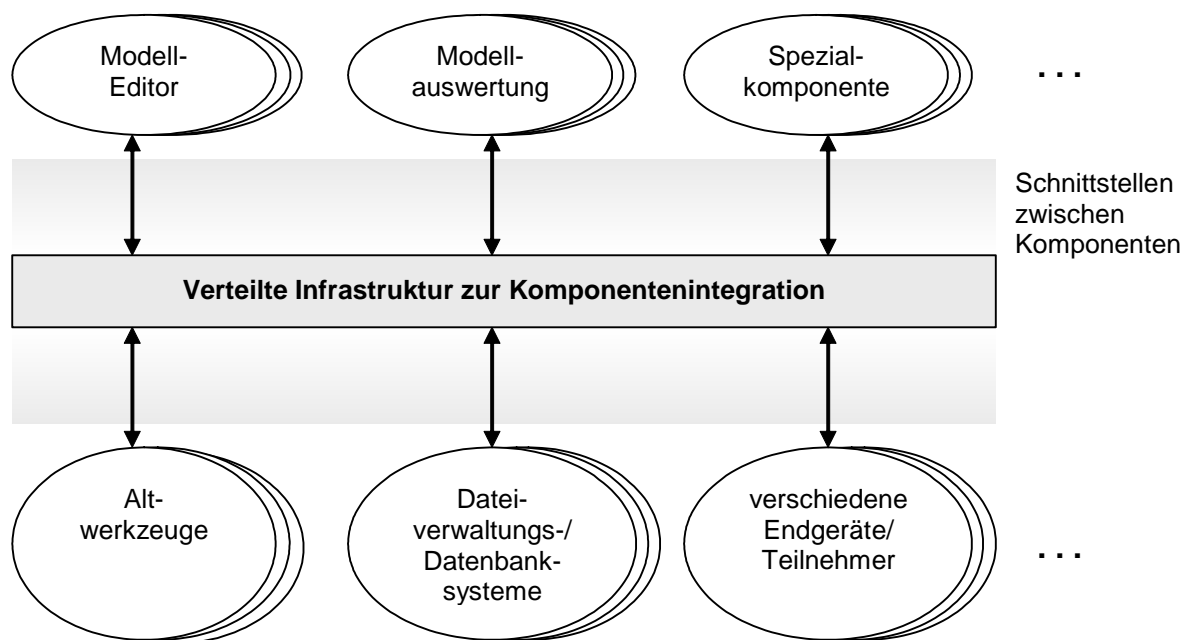 Modell-
Editor
Modell-
auswertung
Spezial-
komponente
. . .
Schnittstellen
zwischen
Komponenten
Verteilte Infrastruktur zur Komponentenintegration
Alt-
werkzeuge
Datei-
verwaltungs-/
Datenbank-
systeme
verschiedene
Endgeräte/
Teilnehmer
. . .